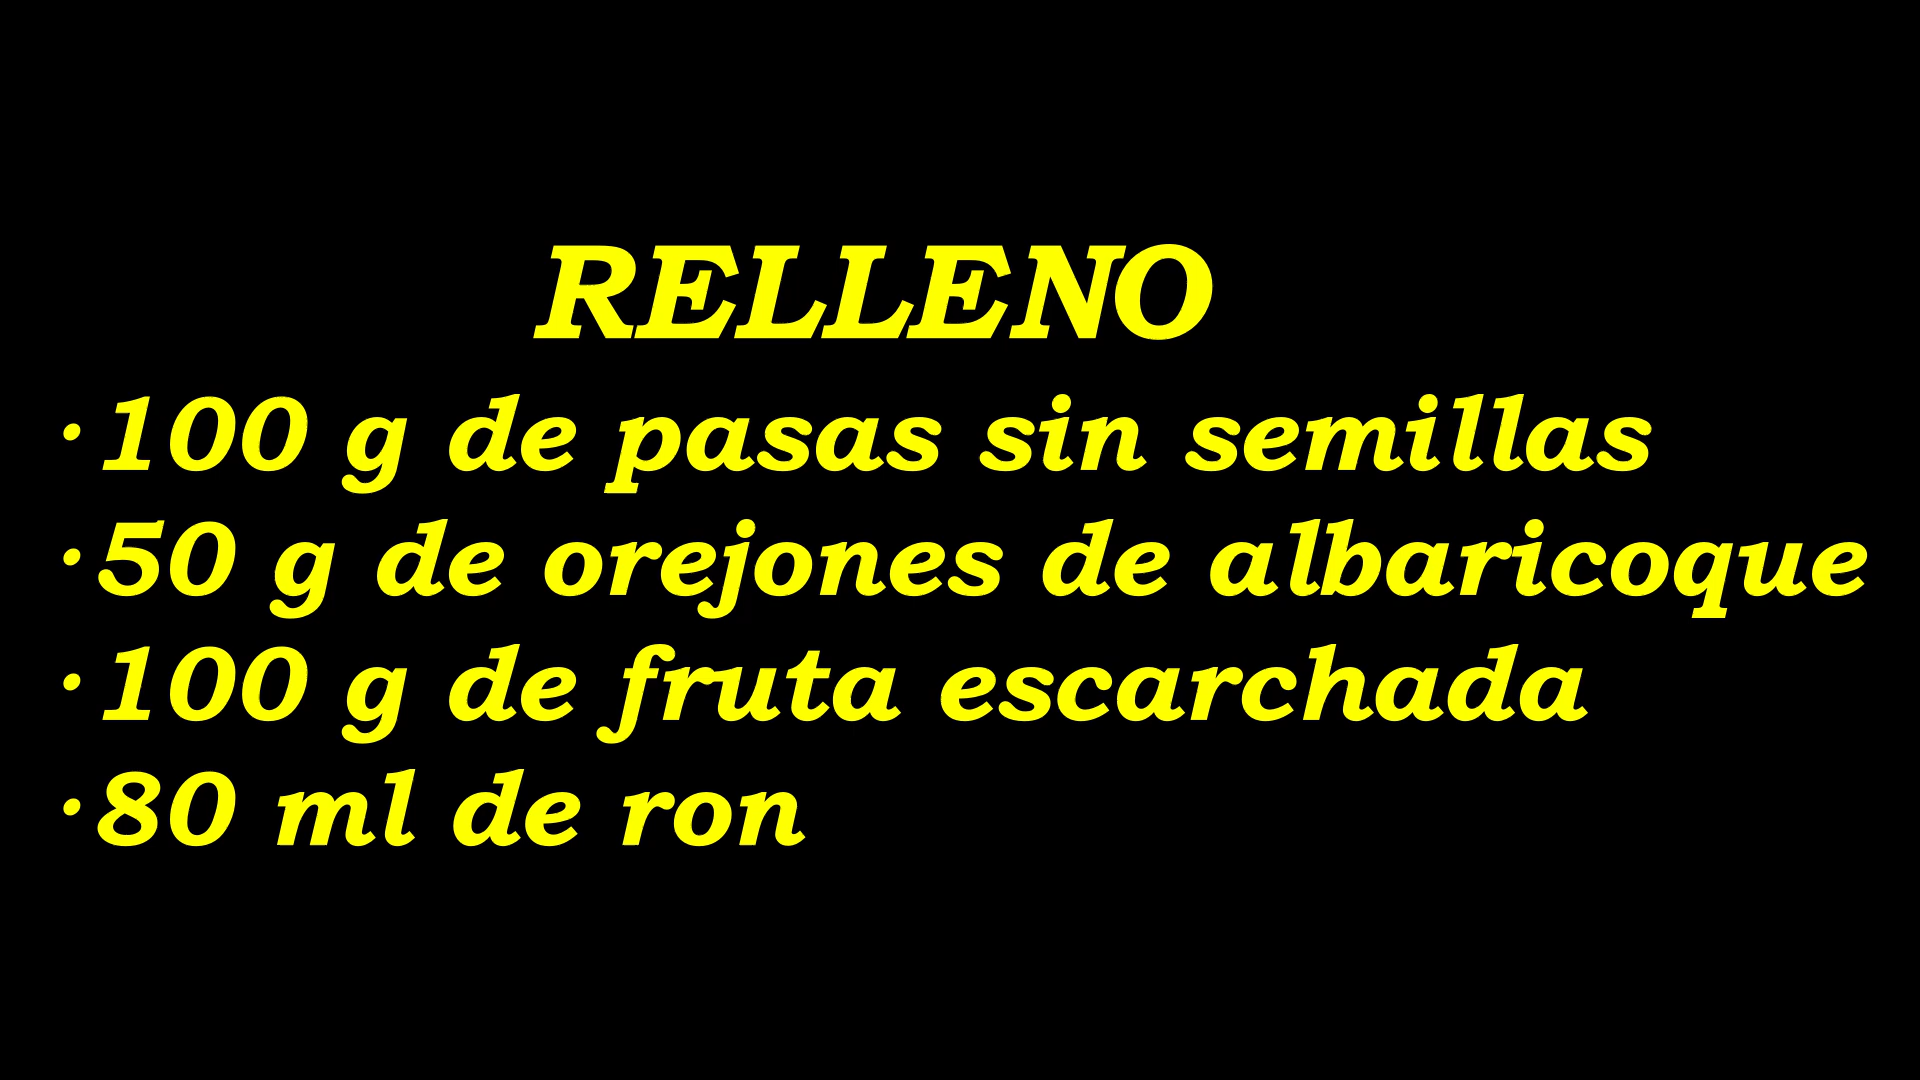 RELLENO
·100 g de pasas sin semillas
·50 g de orejones de albaricoque
·100 g de fruta escarchada
·80 ml de ron